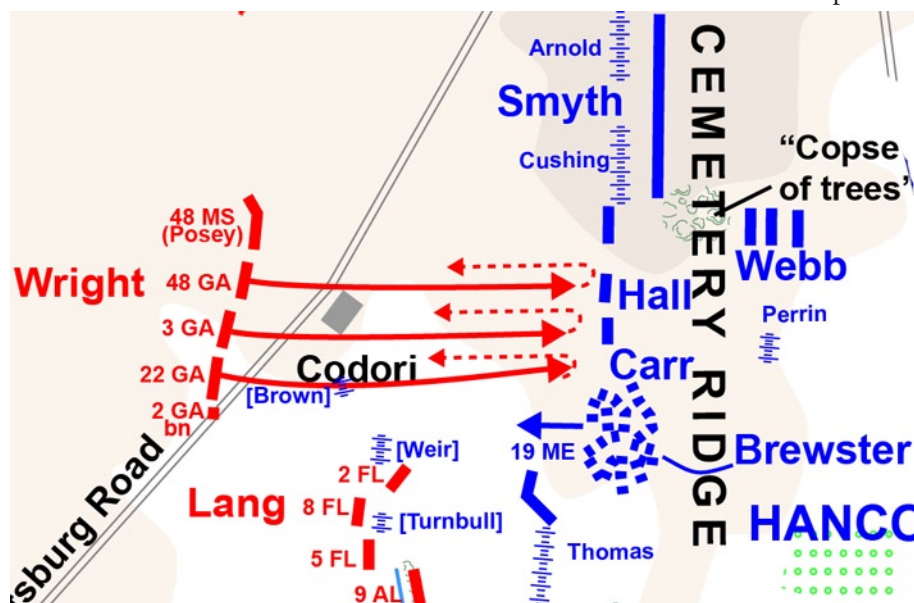 Arnold
Smyth
Cushing
CEMETERY RIDGE
“Copse
of trees’
48 MS
(Posey)
Wright
48 GA
Webb
Hall
Perrin
3 GA
Codori
Carr
22 GA
[Brown]
2 GA
bn
[Weir]
19 ME
Brewster
2 FL
Lang
8 FL
[Turnbull]
HANCO
sburg Road
5 FL
Thomas
9 AL